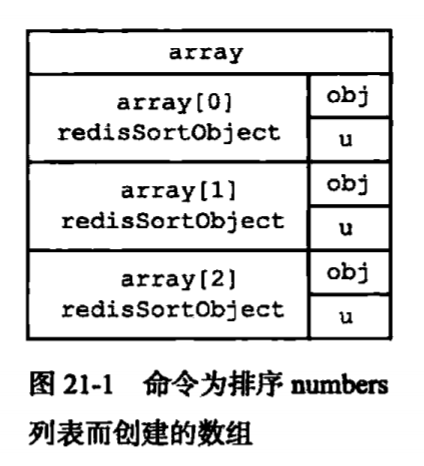 array
array[0]
redisSortObject
obj
u
array[1]
redisSortObject
obj
u
array[2]
redisSortObject
obj
u
图 21-1 命令为排序 numbers
列表而创建的数组